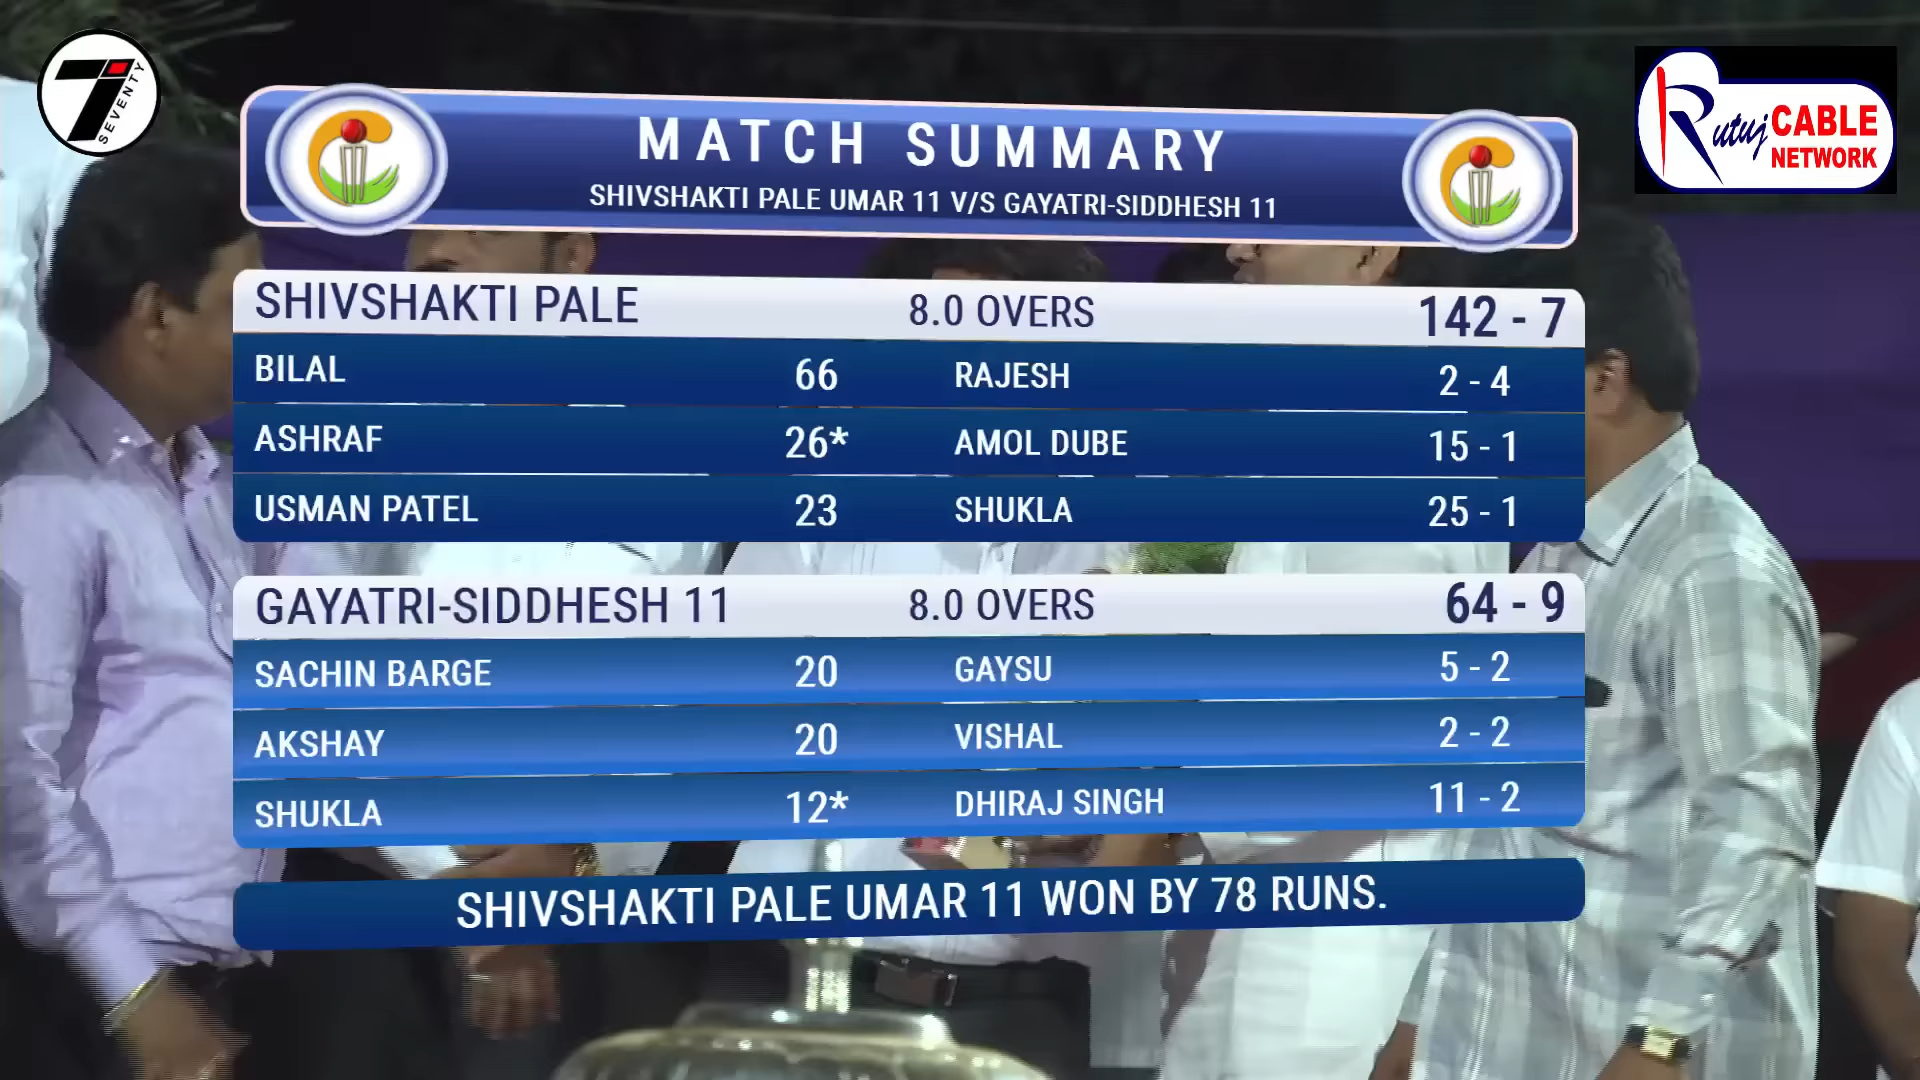 7
SEVENTY
Rutuj CABLE
NETWORK
MATCH SUMMARY
SHIVSHAKTI PALE UMAR 11 V/S GAYATRI-SIDDHESH 11
SHIVSHAKTI PALE 8.0 OVERS 142 - 7
BILAL 66 RAJESH 2 - 4
ASHRAF 26* AMOL DUBE 15 - 1
USMAN PATEL 23 SHUKLA 25 - 1
GAYATRI-SIDDHESH 11 8.0 OVERS 64 - 9
SACHIN BARGE 20 GAYSU 5 - 2
AKSHAY 20 VISHAL 2 - 2
SHUKLA 12* DHIRAJ SINGH 11 - 2
SHIVSHAKTI PALE UMAR 11 WON BY 78 RUNS.